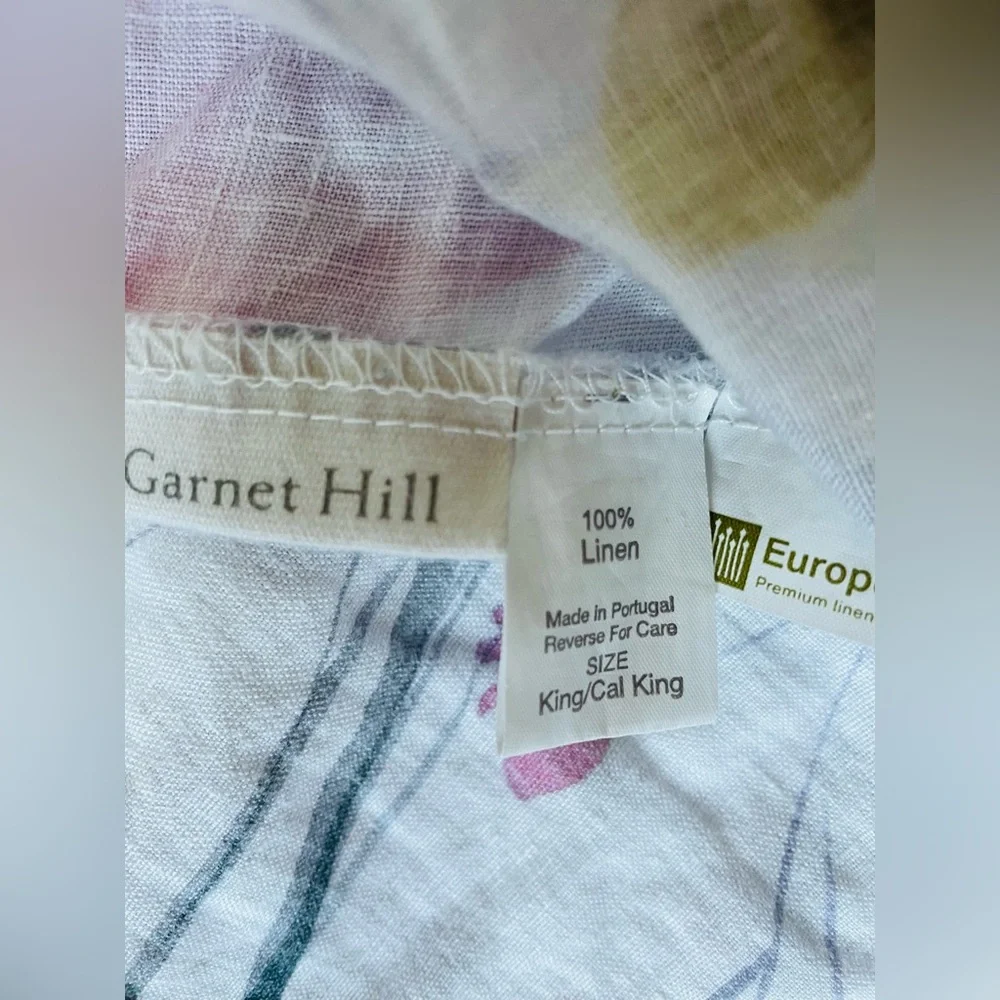 Garnet Hill
100%
Linen
Made in Portugal
Reverse For Care
SIZE
King/Cal King
Europ
Premium linen